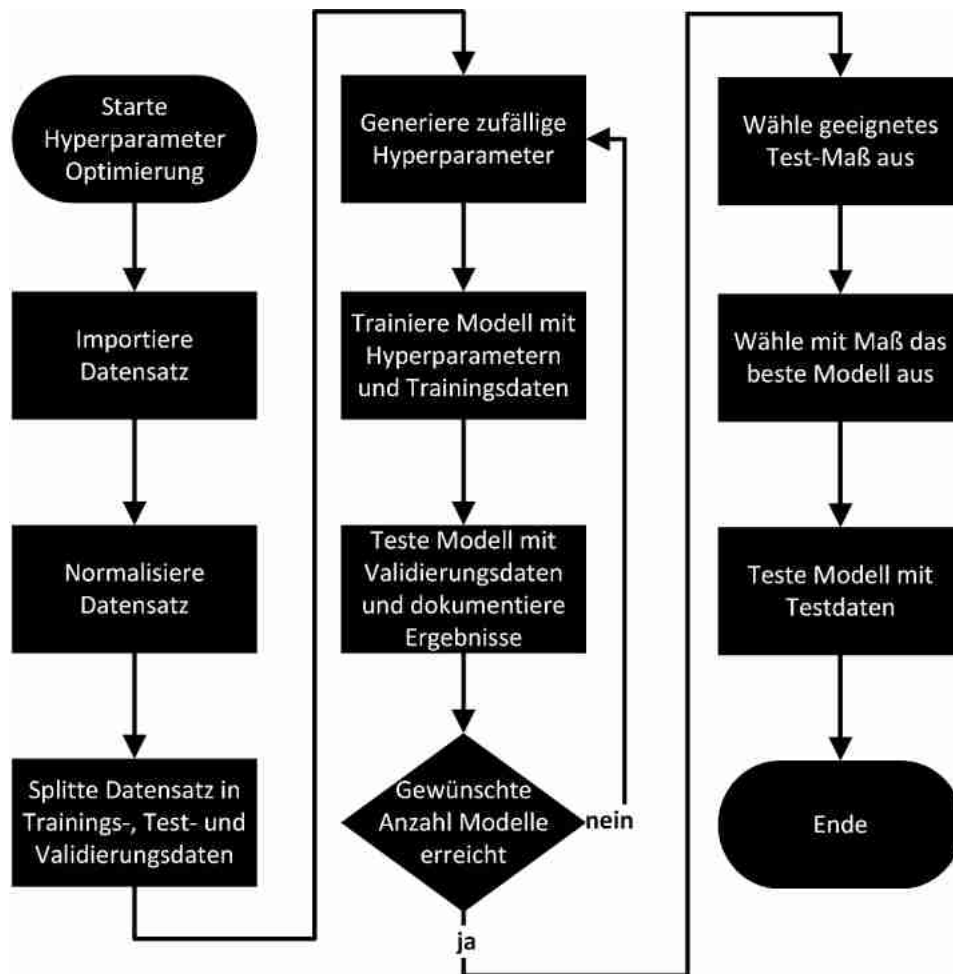 Starte
Hyperparameter
Optimierung
Importiere
Datensatz
Normalisiere
Datensatz
Splitte Datensatz in
Trainings-, Test- und
Validierungsdaten
Generiere zufällige
Hyperparameter
Trainiere Modell mit
Hyperparametern
und Trainingsdaten
Teste Modell mit
Validierungsdaten
und dokumentiere
Ergebnisse
Gewünschte
Anzahl Modelle
erreicht
nein
ja
Wähle geeignetes
Test-Maß aus
Wähle mit Maß das
beste Modell aus
Teste Modell mit
Testdaten
Ende